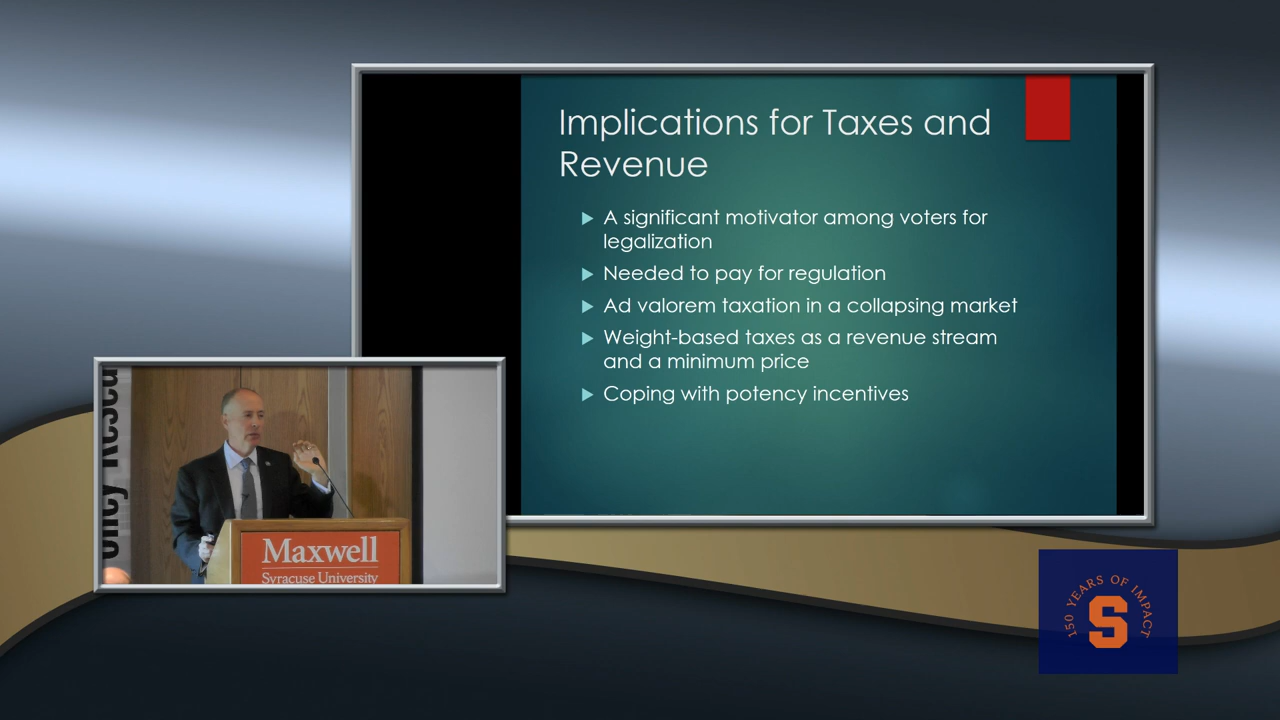 Implications for Taxes and
Revenue
A significant motivator among voters for
legalization
Needed to pay for regulation
Ad valorem taxation in a collapsing market
Weight-based taxes as a revenue stream
and a minimum price
Coping with potency incentives
Maxwell
Syracuse University
150 YEARS OF IMPACT
S